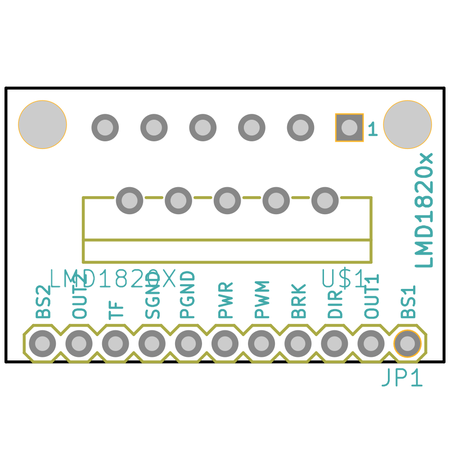 1
LMD1820x
LMD1820X
U$1
BS2
OUT2
TF
SGND
PGND
PWR
PWM
BRK
DIR
OUT1
BS1
JP1